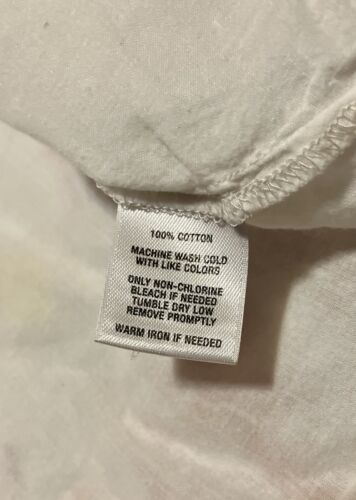 100% COTTON
MACHINE WASH COLD
WITH LIKE COLORS
ONLY NON-CHLORINE
BLEACH IF NEEDED
TUMBLE DRY LOW
REMOVE PROMPTLY
WARM IRON IF NEEDED